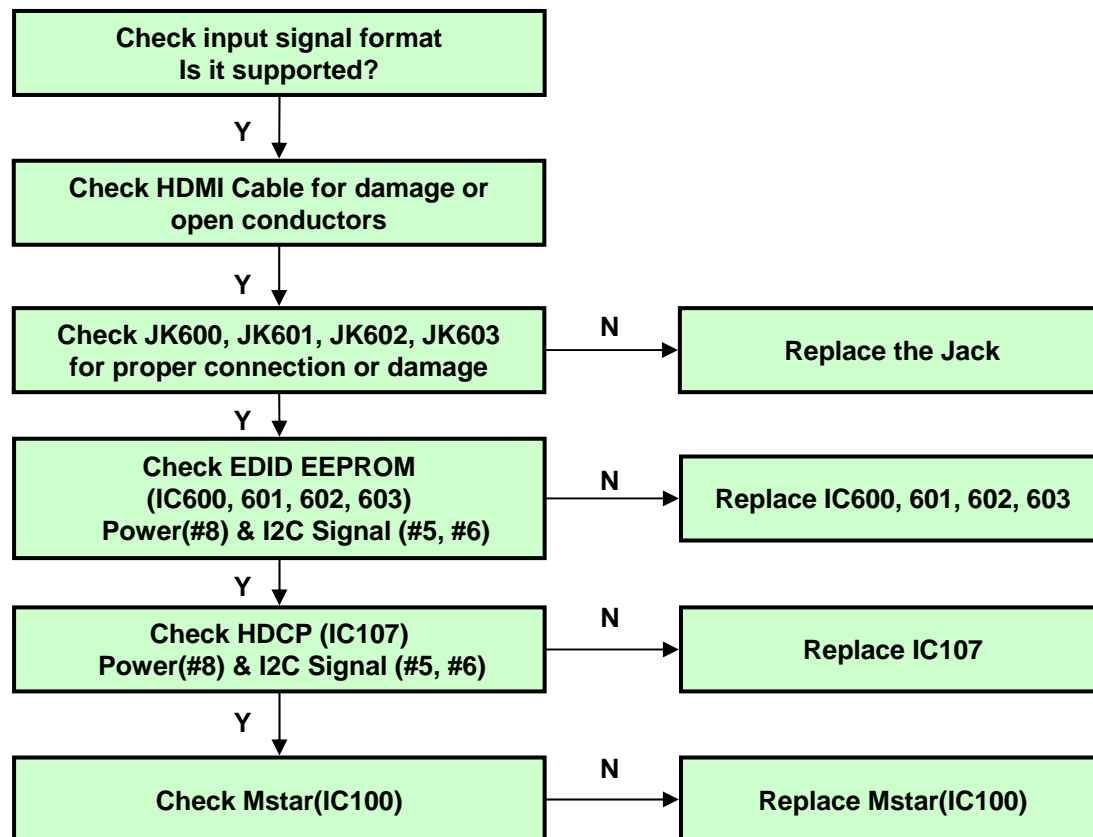 Check input signal format
Is it supported?
Y
Check HDMI Cable for damage or
open conductors
Y
Check JK600, JK601, JK602, JK603
for proper connection or damage
N
Replace the Jack
Y
Check EDID EEPROM
(IC600, 601, 602, 603)
Power(#8) & I2C Signal (#5, #6)
N
Replace IC600, 601, 602, 603
Y
Check HDCP (IC107)
Power(#8) & I2C Signal (#5, #6)
N
Replace IC107
Y
Check Mstar(IC100)
N
Replace Mstar(IC100)